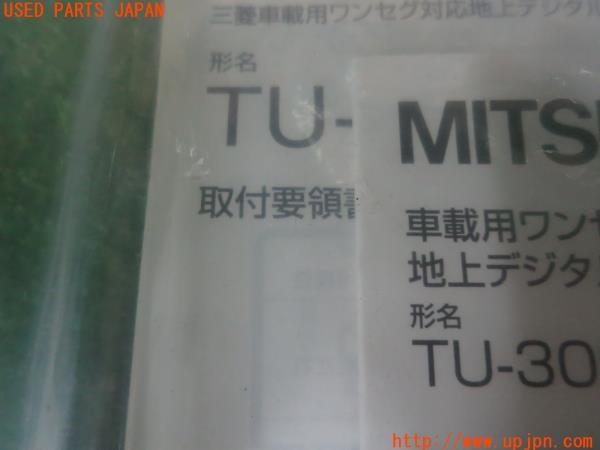 USED PARTS JAPAN
三菱車載用ワンセグ対応地上デジタル
形名
TU-
取付要領書
MITS
車載用ワンセ
地上デジタ
形名
TU-30
http://www.upjpn.com/